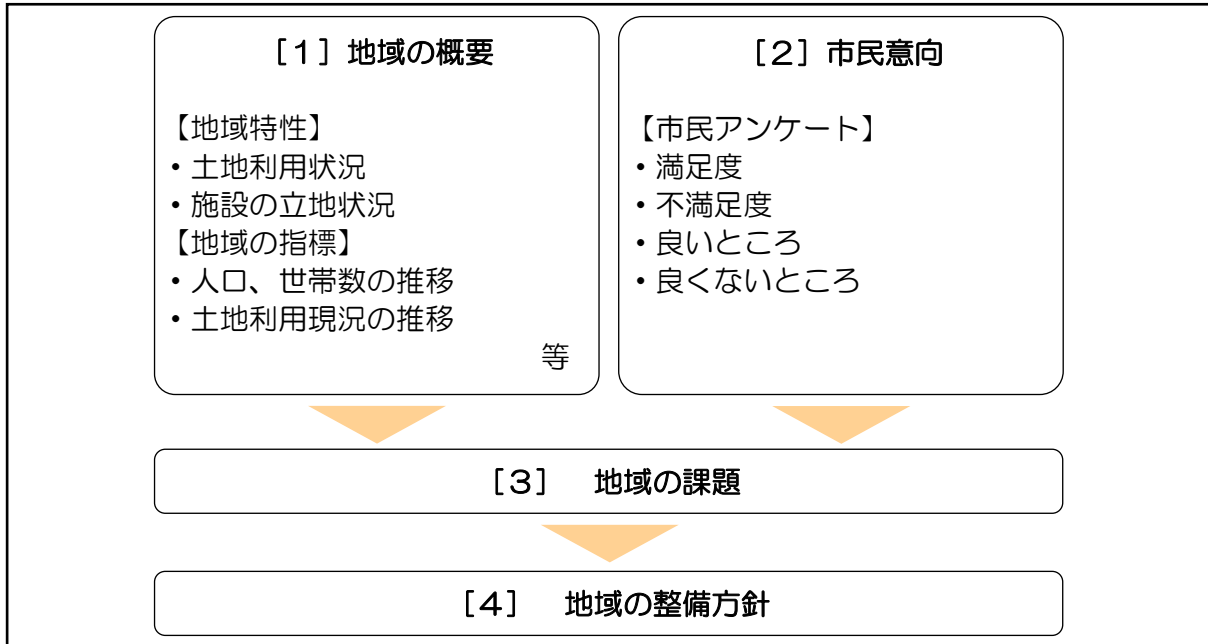 ［１］地域の概要
【地域特性】
・土地利用状況
・施設の立地状況
【地域の指標】
・人口、世帯数の推移
・土地利用現況の推移
等
［２］市民意向
【市民アンケート】
・満足度
・不満足度
・良いところ
・良くないところ
［３］　地域の課題
［４］　地域の整備方針